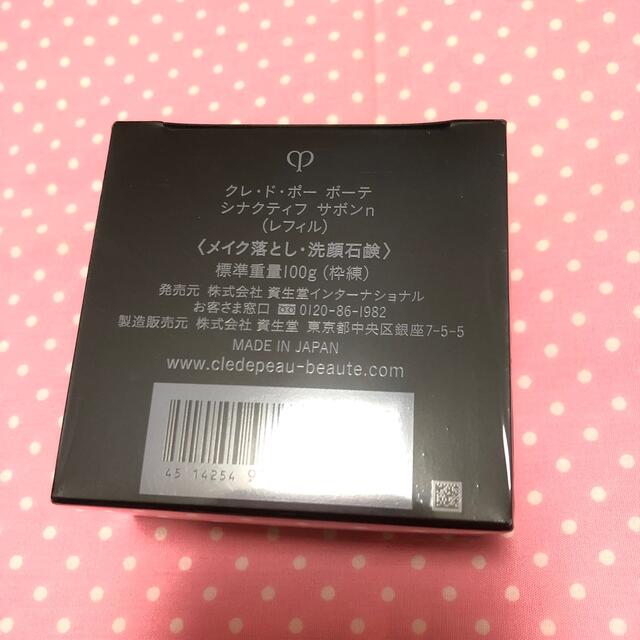 クレ・ド・ポー ボーテ
シナクティフ サボンn
(レフィル)
〈メイク落とし・洗顔石鹸〉
標準重量100g (枠練)
発売元 株式会社 資生堂インターナショナル
お客さま窓口 0120-86-1982
製造販売元 株式会社 資生堂 東京都中央区銀座7-5-5
MADE IN JAPAN
www.cledepeau-beaute.com
45 14254 9